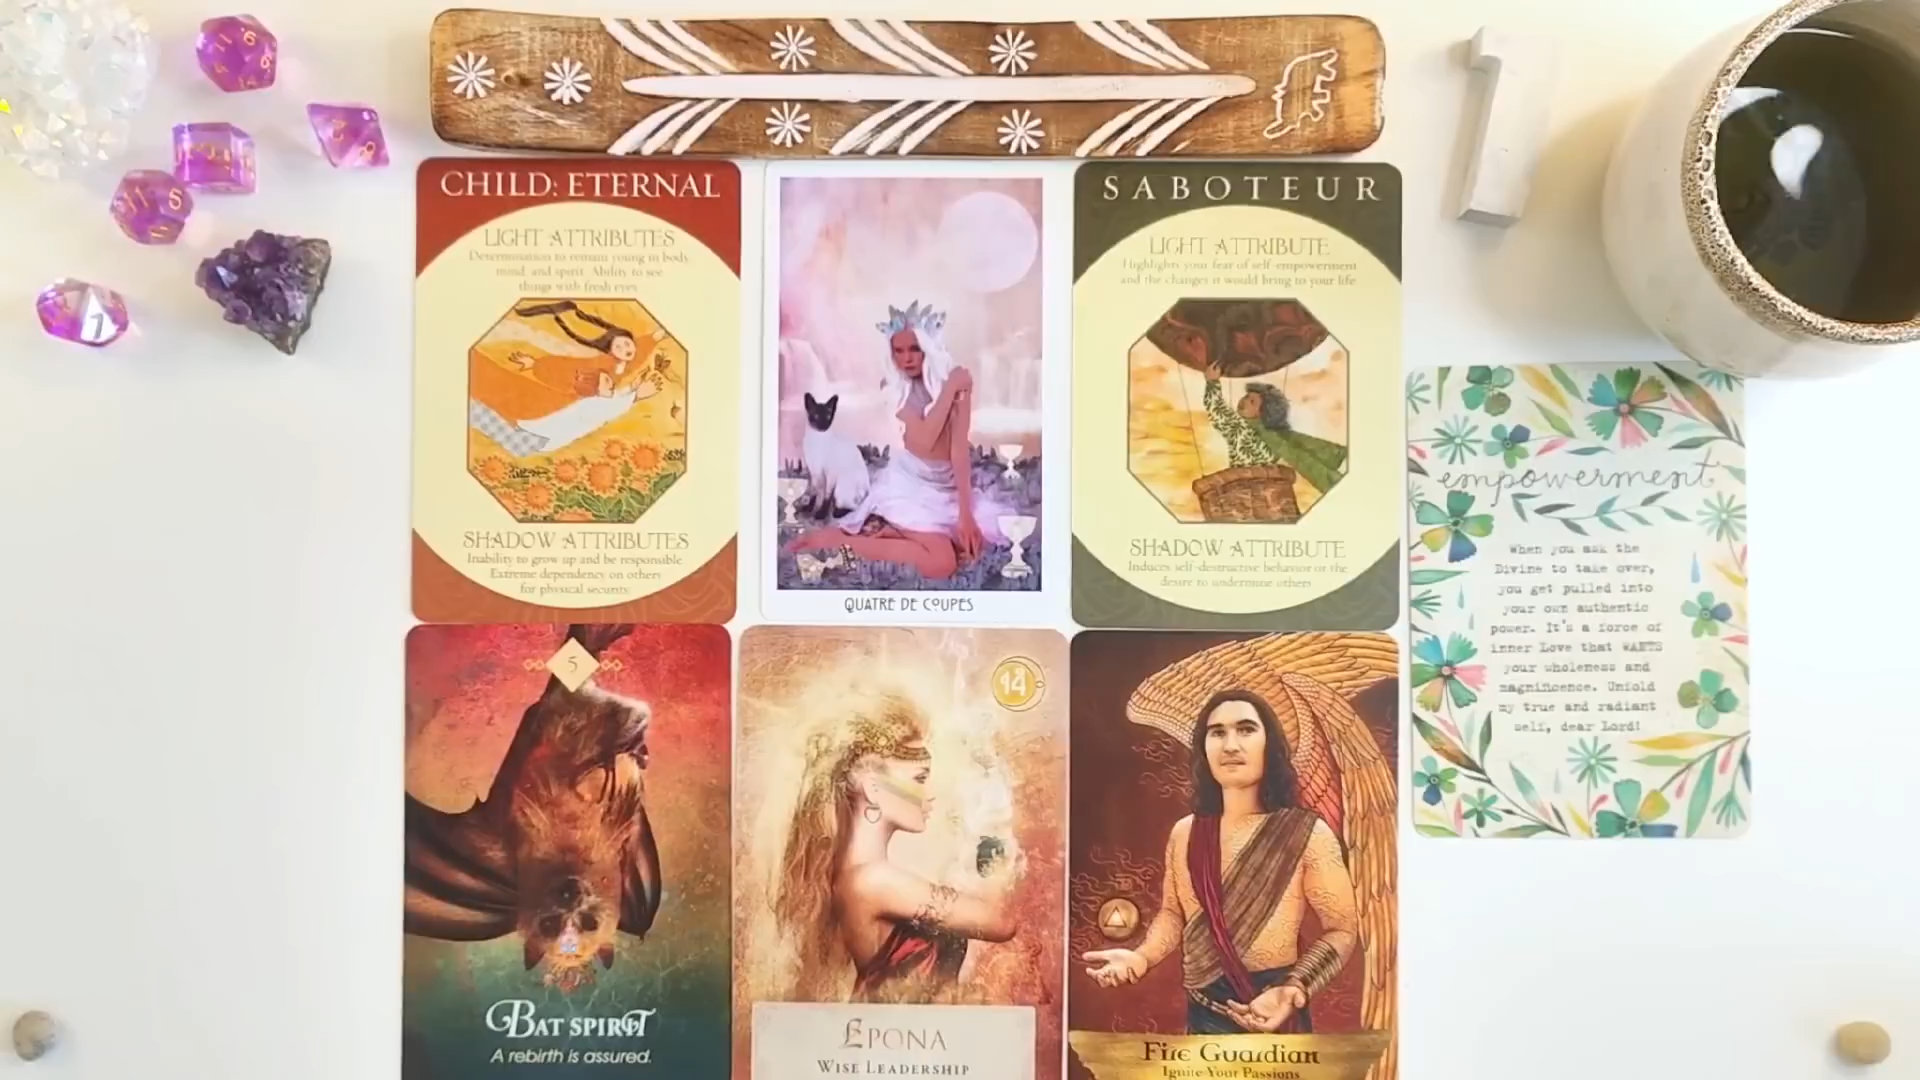 CHILD: ETERNAL
LIGHT ATTRIBUTES
Determination to remain young in body,
mind, and spirit. Ability to see
things with fresh eyes
SHADOW ATTRIBUTES
Inability to grow up and be responsible.
Extreme dependency on others
for physical security
QUATRE DE COUPES
SABOTEUR
LIGHT ATTRIBUTE
Highlights your fear of self-empowerment
and the changes it would bring to your life
SHADOW ATTRIBUTE
Induces self-destructive behavior or the
desire to undermine others
empowerment
When you ask the
Divine to take over,
you get pulled into
your own authentic
power. It's a force of
inner Love that WANTS
your wholeness and
magnificence. Unfold
my true and radiant
self, dear Lord!
5
BAT SPIRIT
A rebirth is assured.
14
EPONA
WISE LEADERSHIP
Fire Guardian
Ignite Your Passions
1